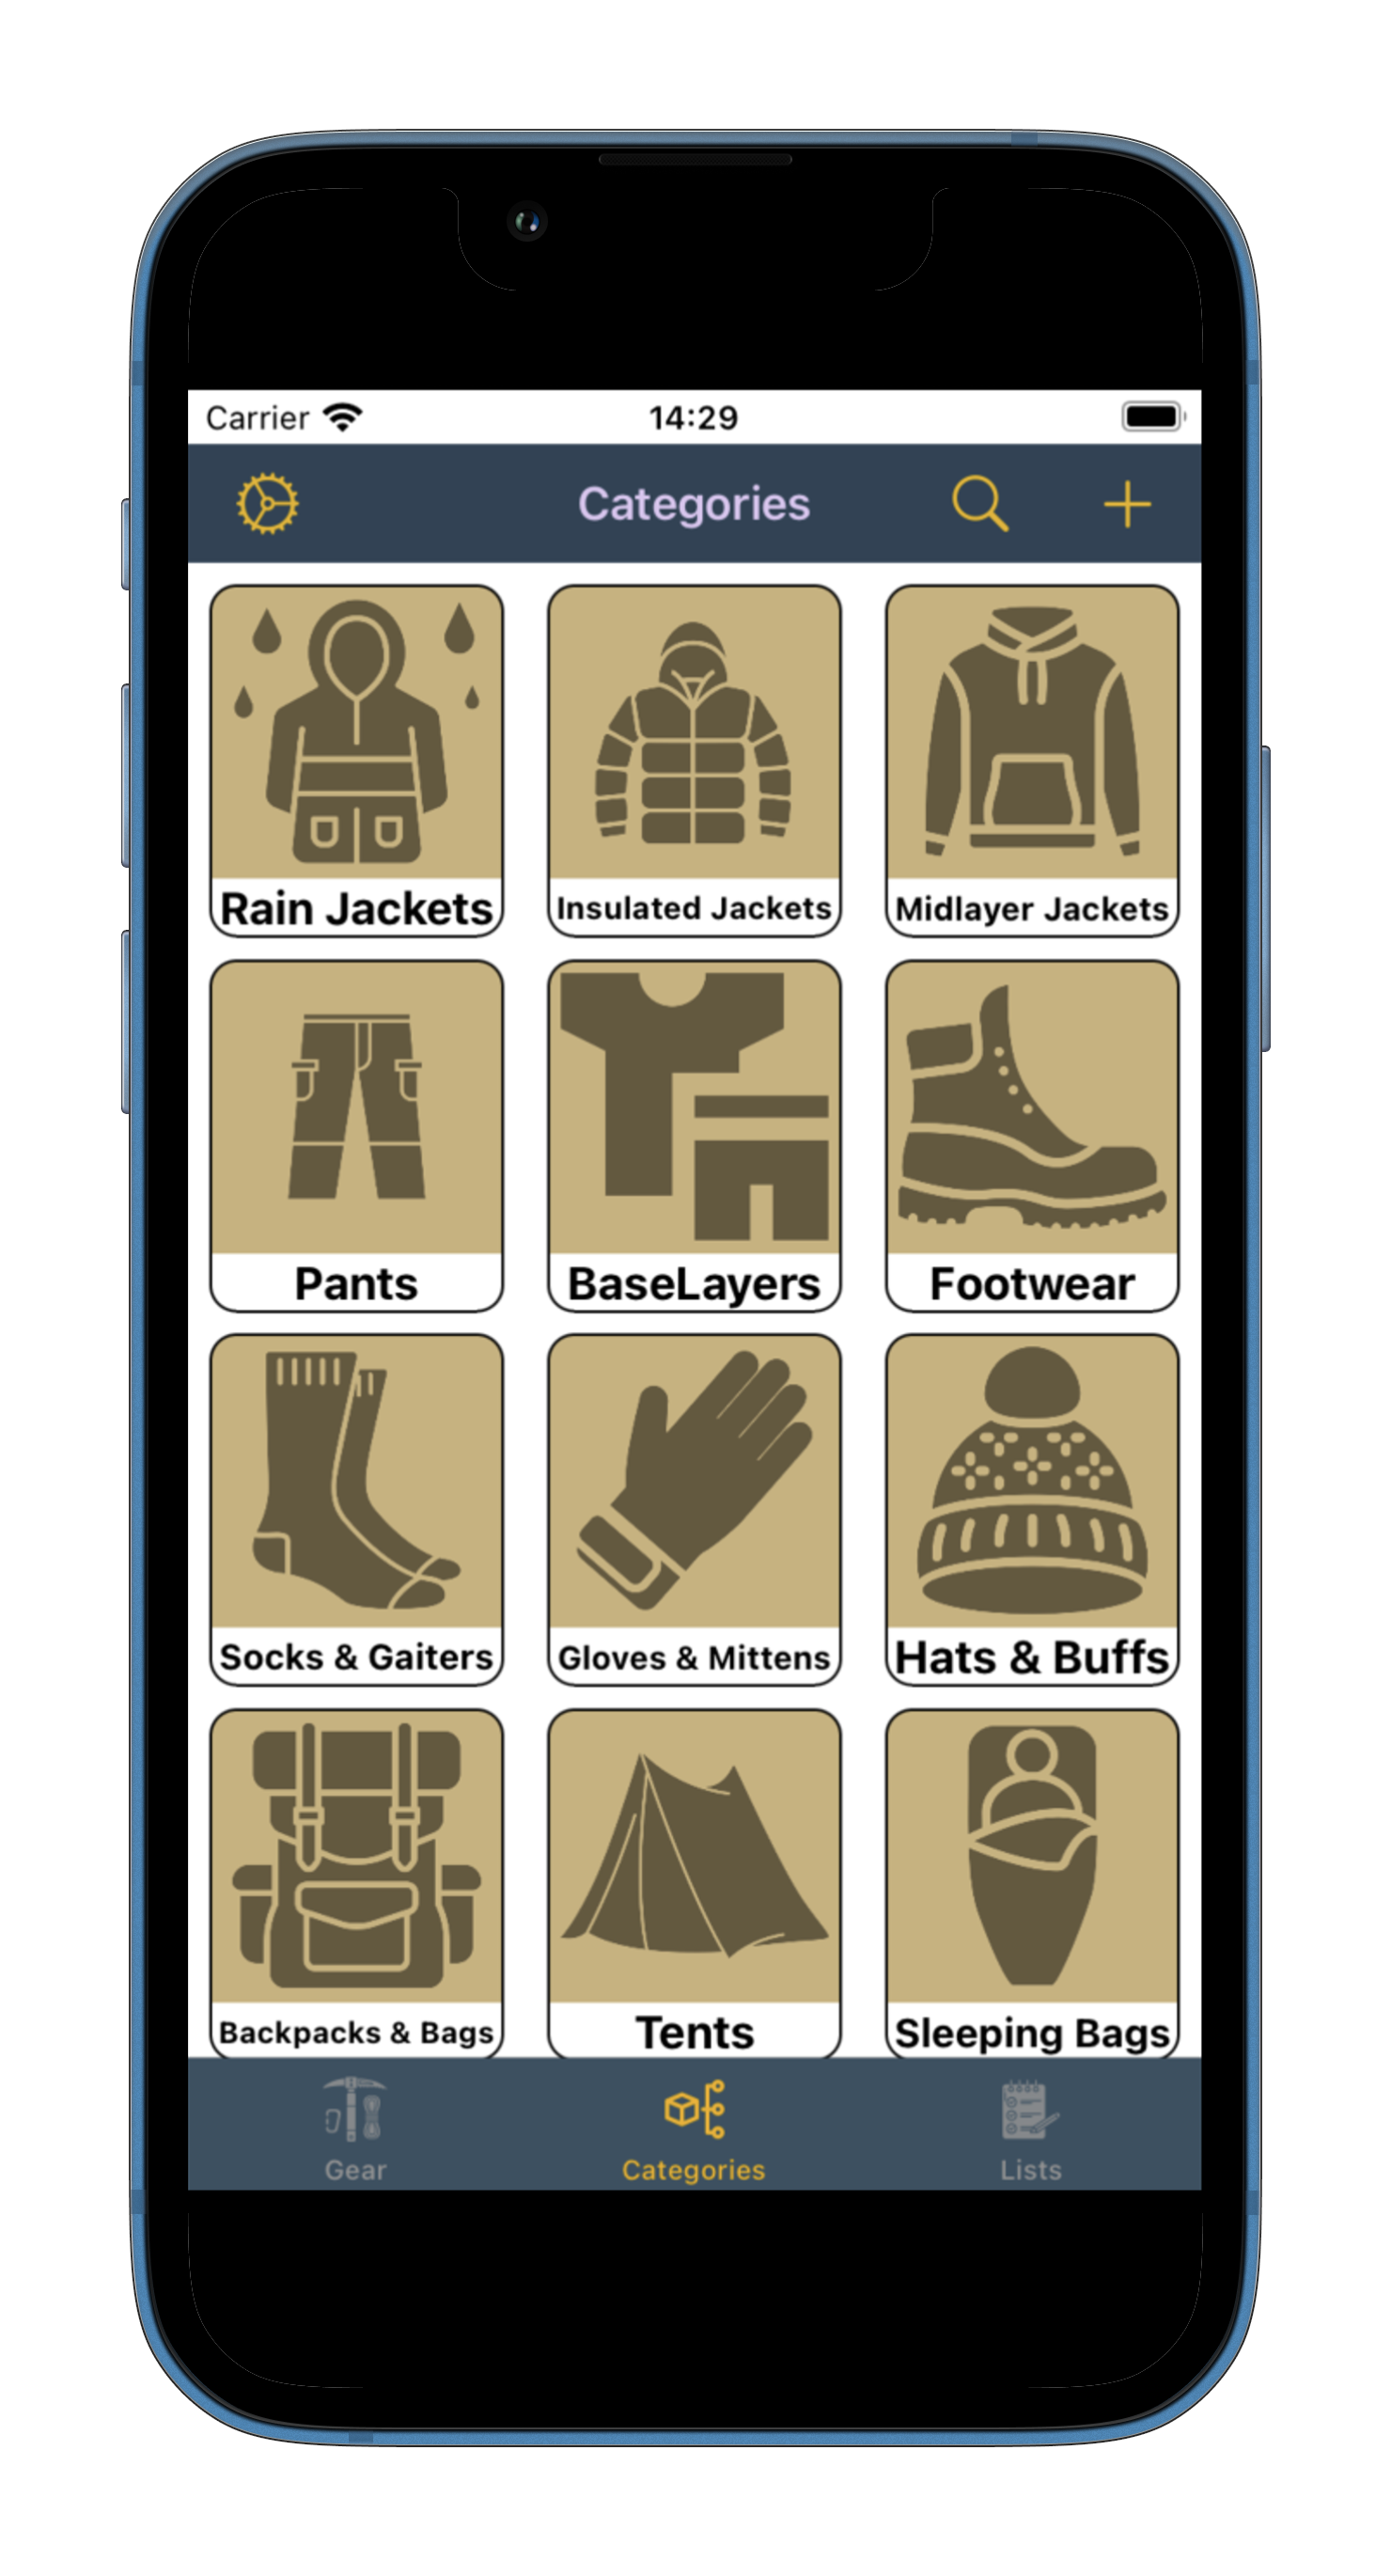 Carrier 14:29
Categories
Rain Jackets Insulated Jackets Midlayer Jackets
Pants BaseLayers Footwear
Socks & Gaiters Gloves & Mittens Hats & Buffs
Backpacks & Bags Tents Sleeping Bags
Gear Categories Lists